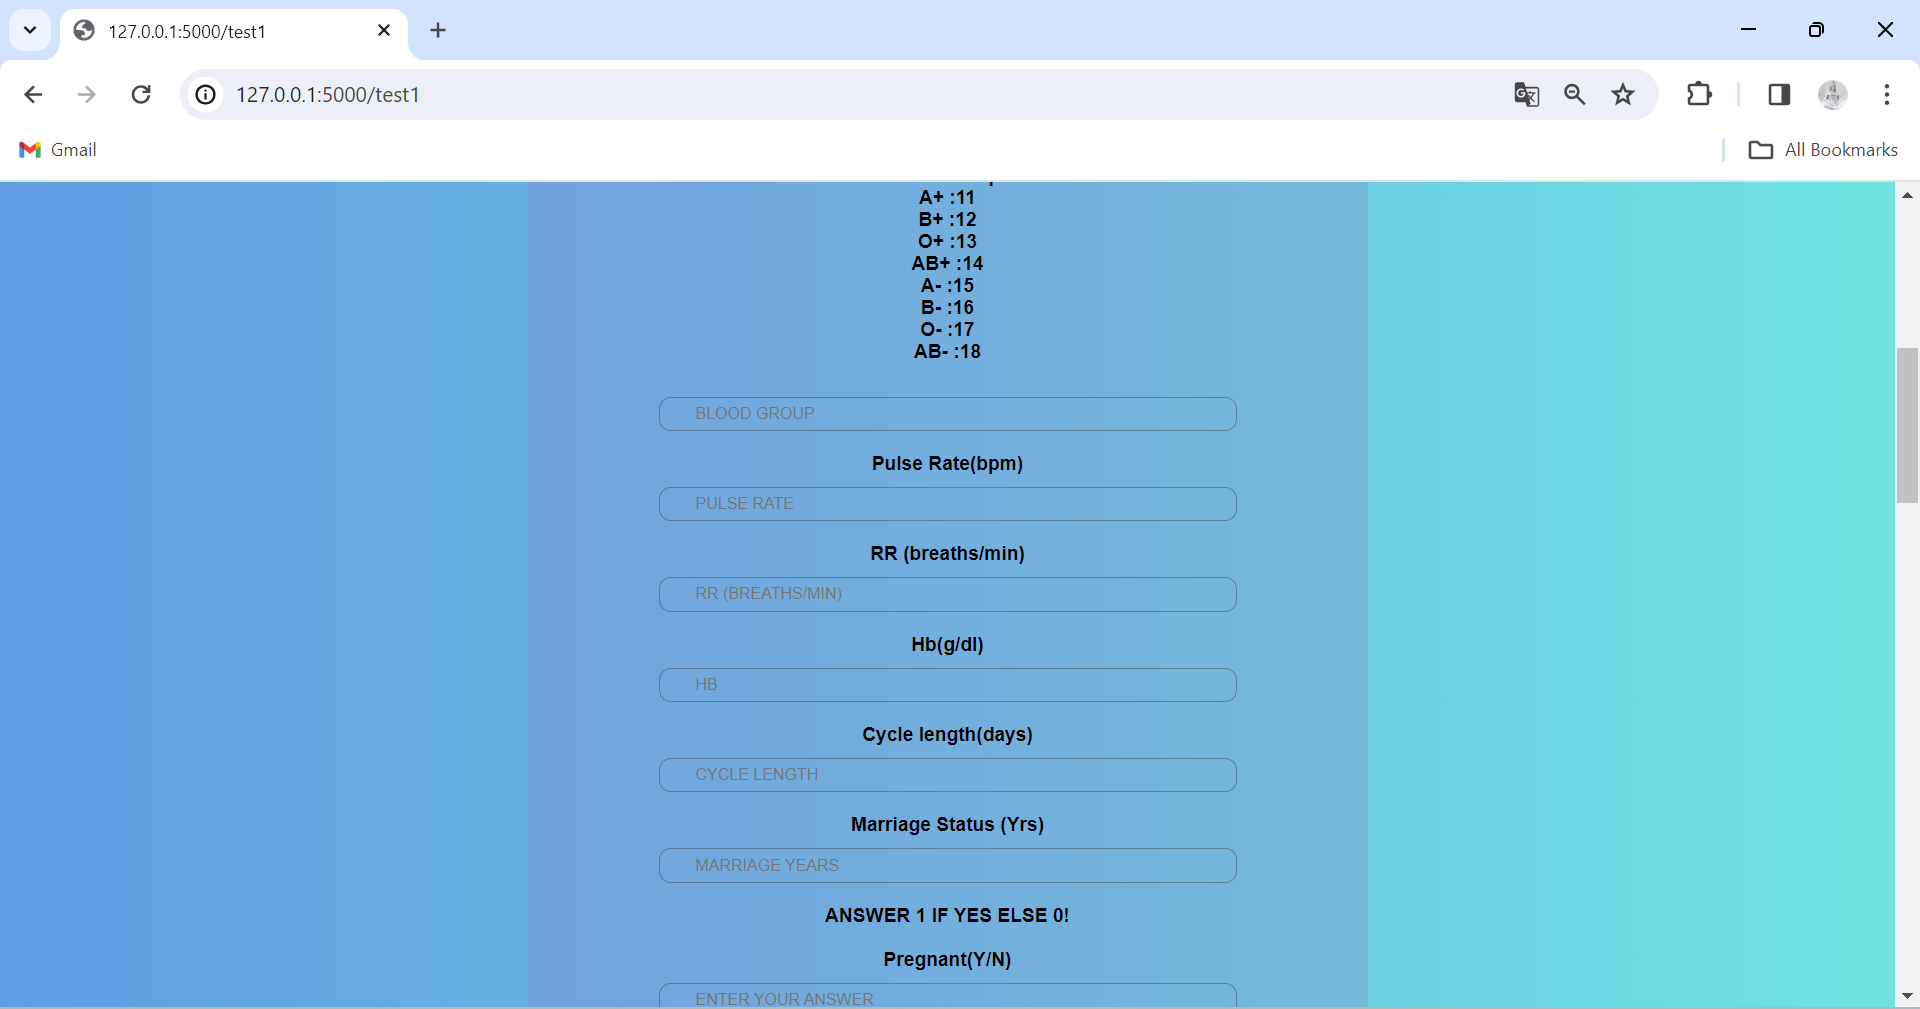 127.0.0.1:5000/test1
127.0.0.1:5000/test1
Gmail
All Bookmarks
A+ :11
B+ :12
O+ :13
AB+ :14
A- :15
B- :16
O- :17
AB- :18
BLOOD GROUP
Pulse Rate(bpm)
PULSE RATE
RR (breaths/min)
RR (BREATHS/MIN)
Hb(g/dl)
HB
Cycle length(days)
CYCLE LENGTH
Marriage Status (Yrs)
MARRIAGE YEARS
ANSWER 1 IF YES ELSE 0!
Pregnant(Y/N)
ENTER YOUR ANSWER